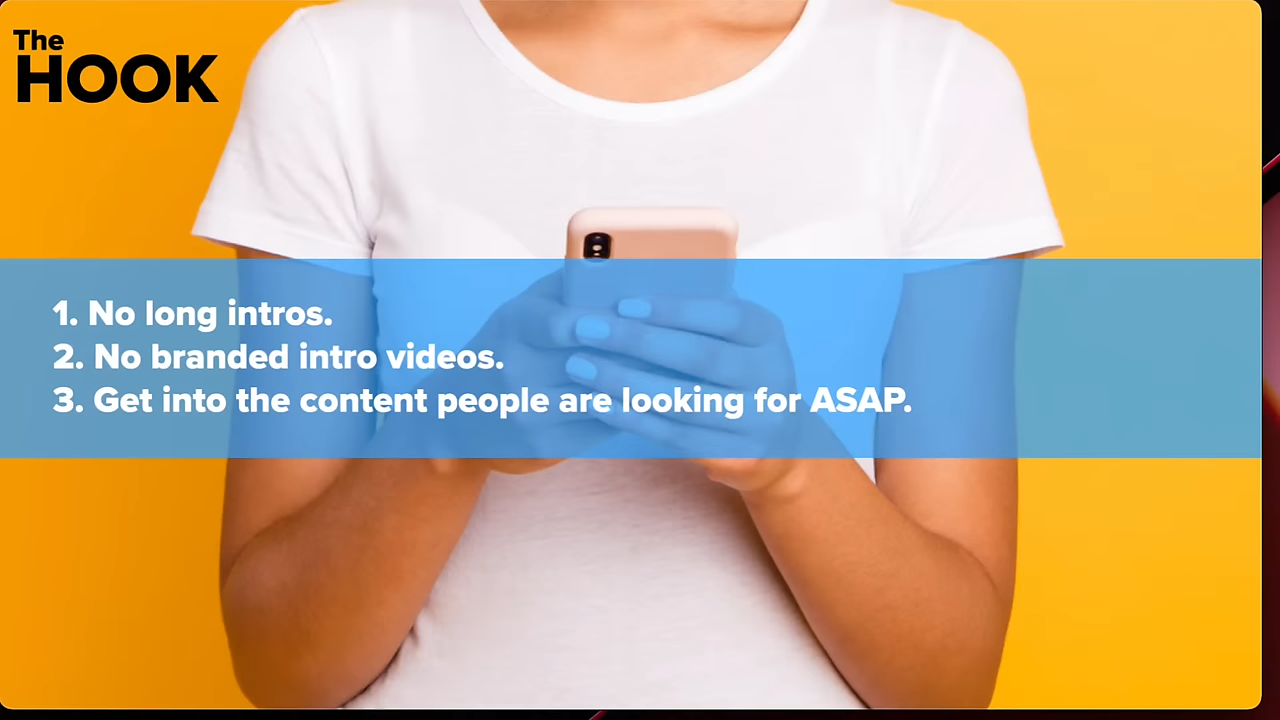 The
HOOK
1. No long intros.
2. No branded intro videos.
3. Get into the content people are looking for ASAP.